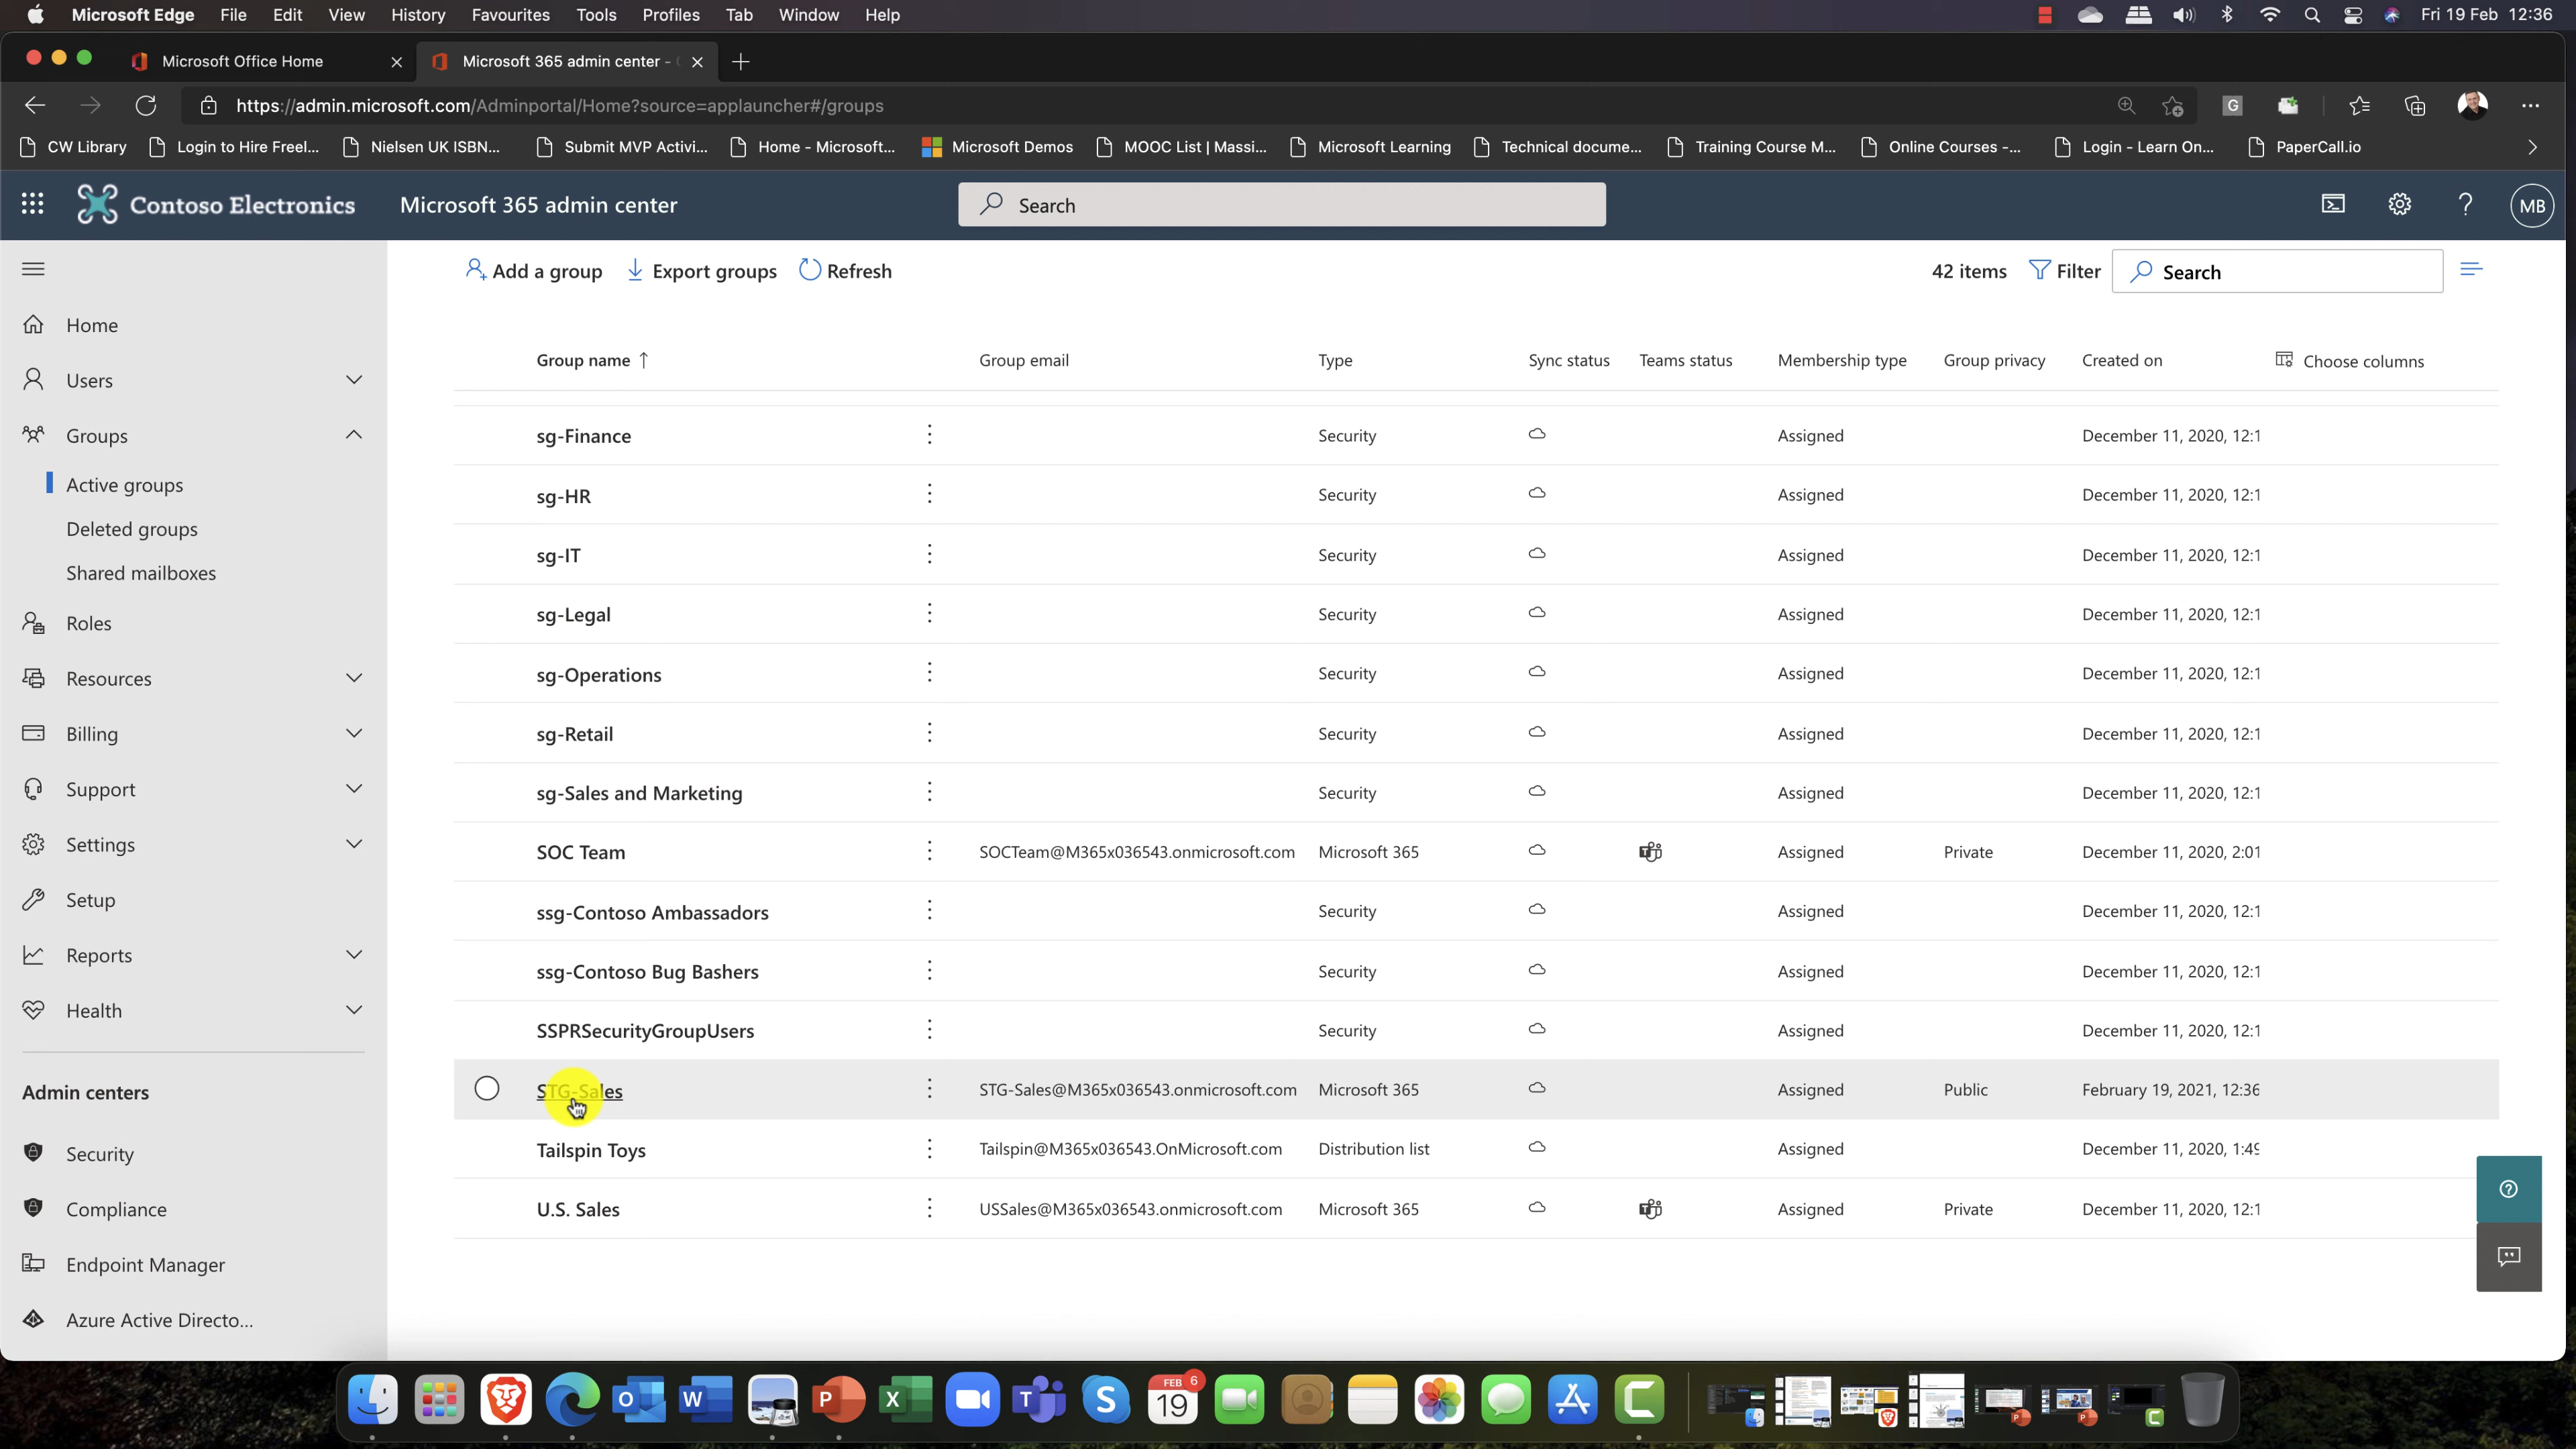 Microsoft Edge File Edit View History Favourites Tools Profiles Tab Window Help Fri 19 Feb 12:36
Microsoft Office Home Microsoft 365 admin center -
https://admin.microsoft.com/Adminportal/Home?source=applauncher#/groups G
CW Library Login to Hire Freel... Nielsen UK ISBN... Submit MVP Activi... Home - Microsoft... Microsoft Demos MOOC List | Massi... Microsoft Learning Technical docume... Training Course M... Online Courses -... Login - Learn On... PaperCall.io
Contoso Electronics Microsoft 365 admin center Search ? MB
Add a group Export groups Refresh 42 items Filter Search
Home
Users
Groups
Active groups
Deleted groups
Shared mailboxes
Roles
Resources
Billing
Support
Settings
Setup
Reports
Health
Admin centers
Security
Compliance
Endpoint Manager
Azure Active Directo...
Group name ↑ Group email Type Sync status Teams status Membership type Group privacy Created on Choose columns
sg-Finance Security Assigned December 11, 2020, 12:1
sg-HR Security Assigned December 11, 2020, 12:1
sg-IT Security Assigned December 11, 2020, 12:1
sg-Legal Security Assigned December 11, 2020, 12:1
sg-Operations Security Assigned December 11, 2020, 12:1
sg-Retail Security Assigned December 11, 2020, 12:1
sg-Sales and Marketing Security Assigned December 11, 2020, 12:1
SOC Team SOCTeam@M365x036543.onmicrosoft.com Microsoft 365 Assigned Private December 11, 2020, 2:01
ssg-Contoso Ambassadors Security Assigned December 11, 2020, 12:1
ssg-Contoso Bug Bashers Security Assigned December 11, 2020, 12:1
SSPRSecurityGroupUsers Security Assigned December 11, 2020, 12:1
STG-Sales STG-Sales@M365x036543.onmicrosoft.com Microsoft 365 Assigned Public February 19, 2021, 12:36
Tailspin Toys Tailspin@M365x036543.OnMicrosoft.com Distribution list Assigned December 11, 2020, 1:49
U.S. Sales USSales@M365x036543.onmicrosoft.com Microsoft 365 Assigned Private December 11, 2020, 12:1
O W P X T S FEB 19 6 C